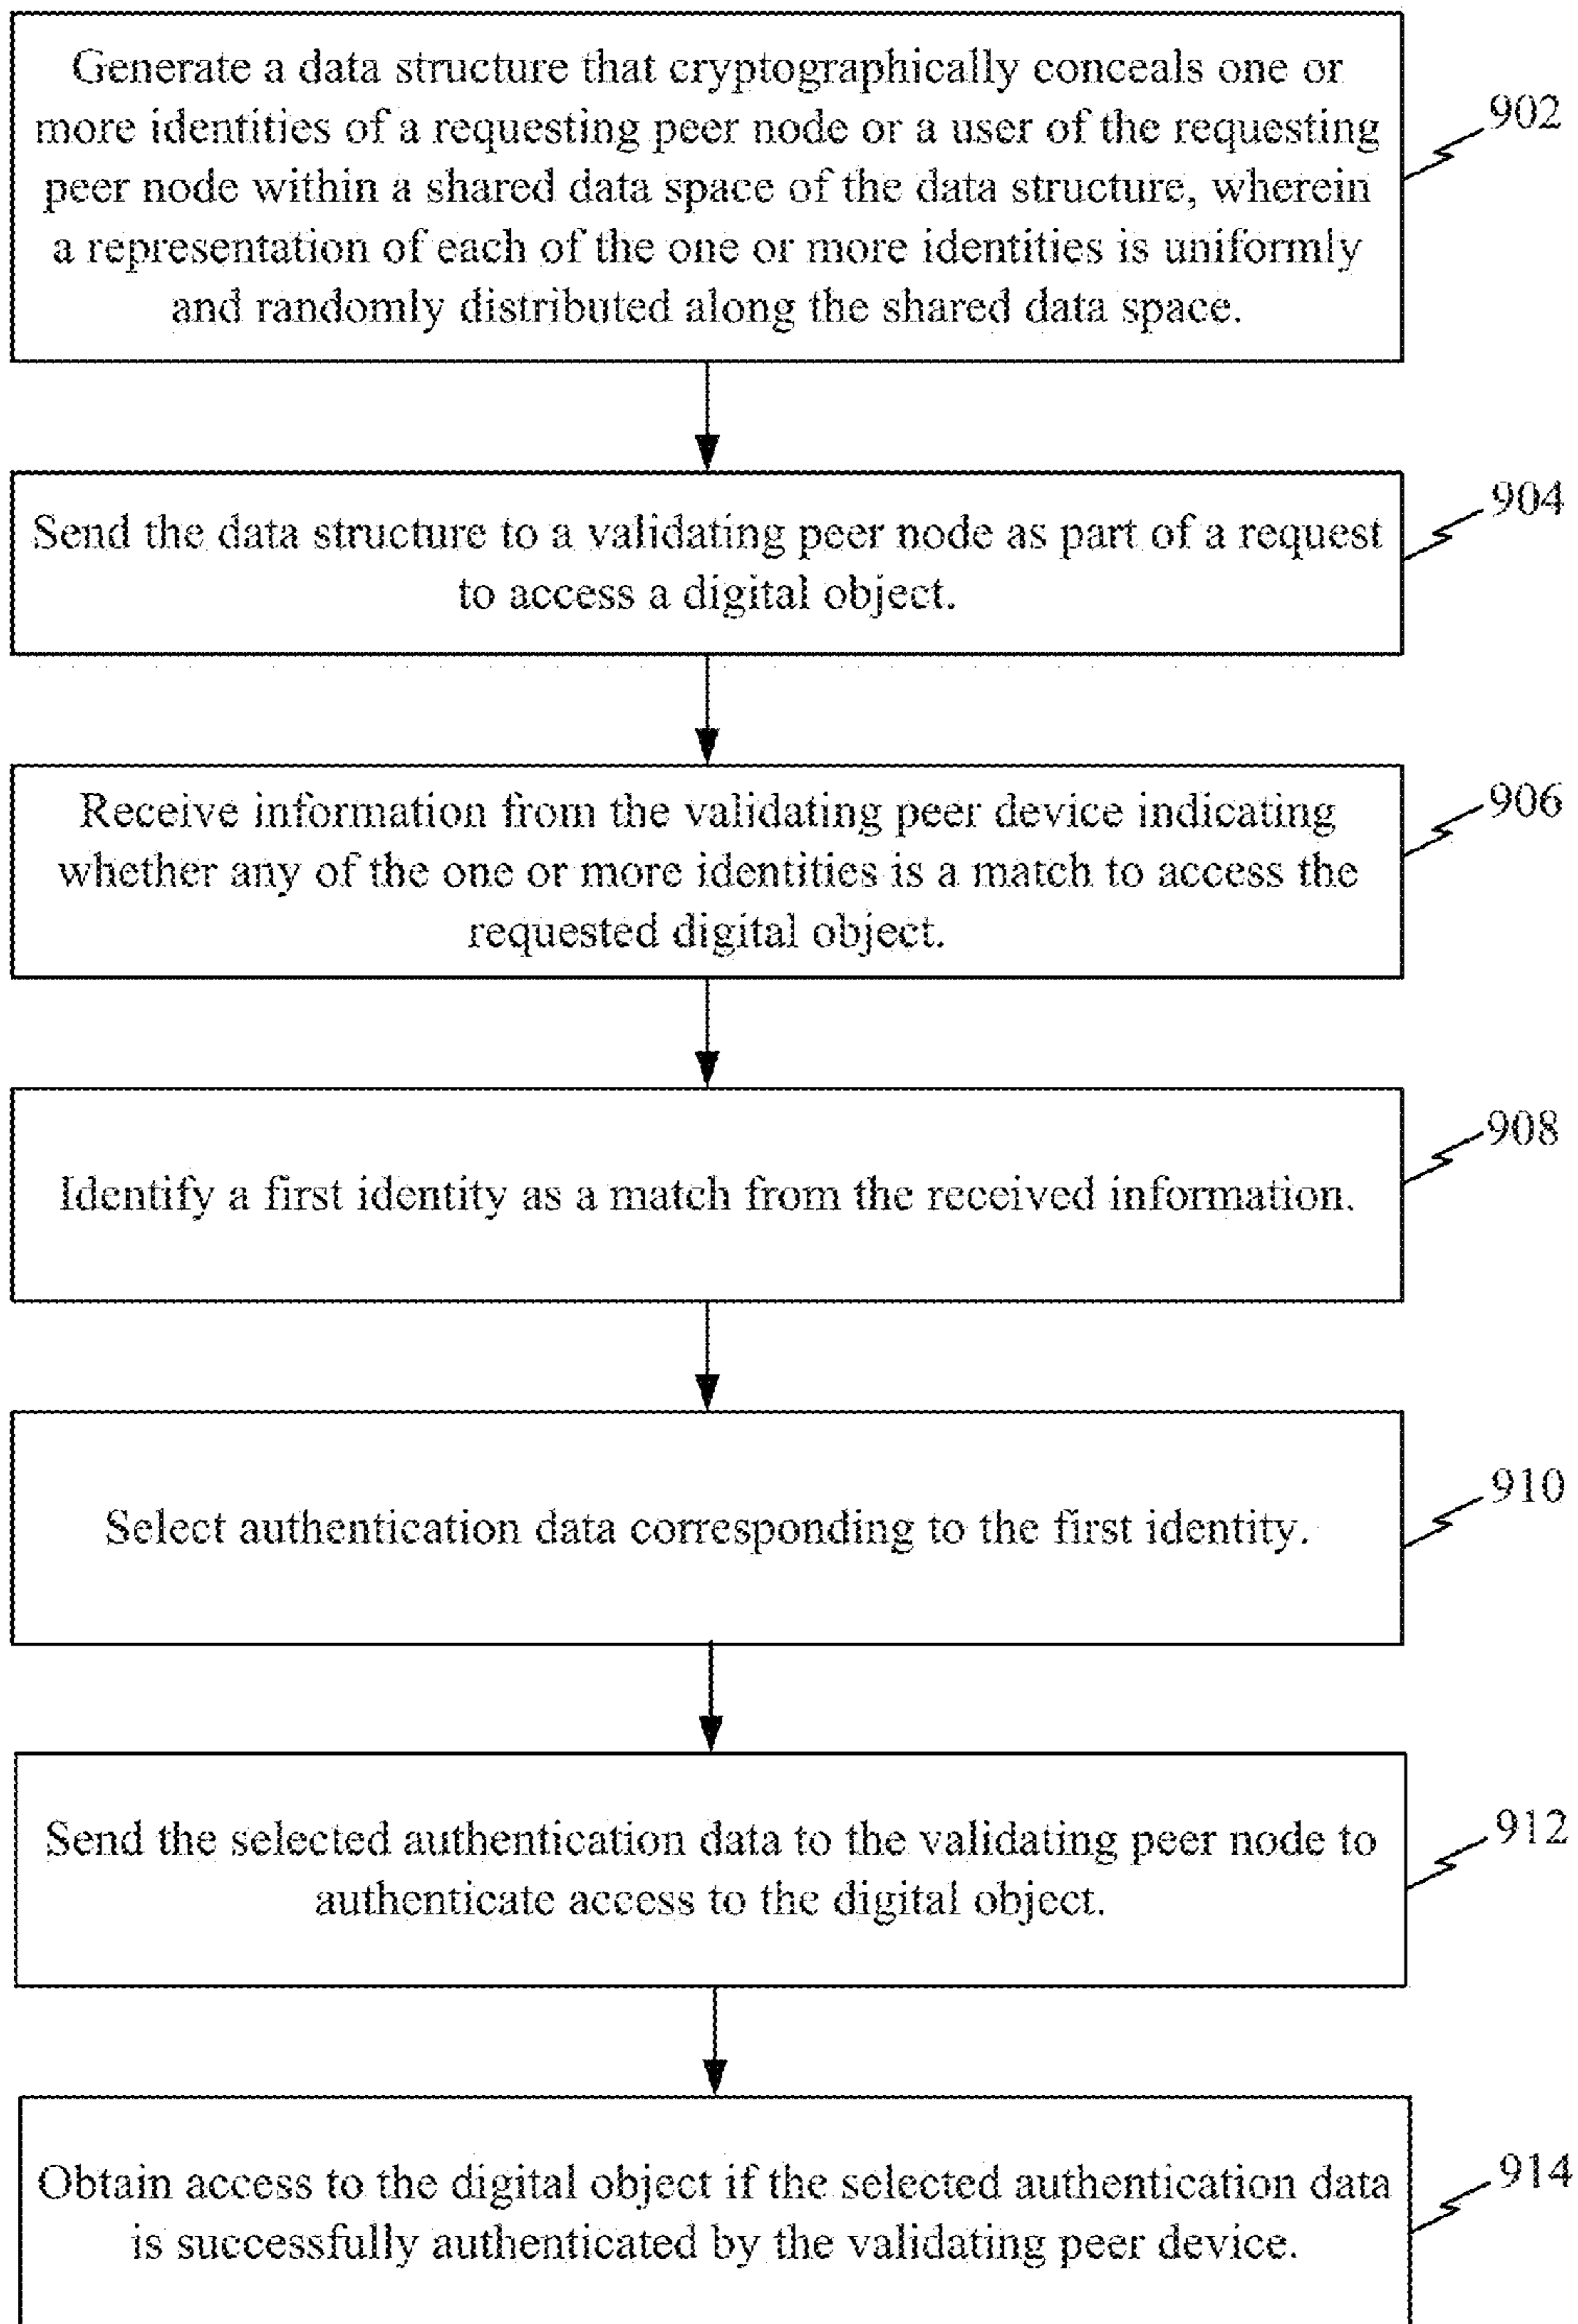 Generate a data structure that cryptographically conceals one or
more identities of a requesting peer node or a user of the requesting
peer node within a shared data space of the data structure, wherein
a representation of each of the one or more identities is uniformly
and randomly distributed along the shared data space.
902
Send the data structure to a validating peer node as part of a request
to access a digital object.
904
Receive information from the validating peer device indicating
whether any of the one or more identities is a match to access the
requested digital object.
906
Identify a first identity as a match from the received information.
908
Select authentication data corresponding to the first identity.
910
Send the selected authentication data to the validating peer node to
authenticate access to the digital object.
912
Obtain access to the digital object if the selected authentication data
is successfully authenticated by the validating peer device.
914